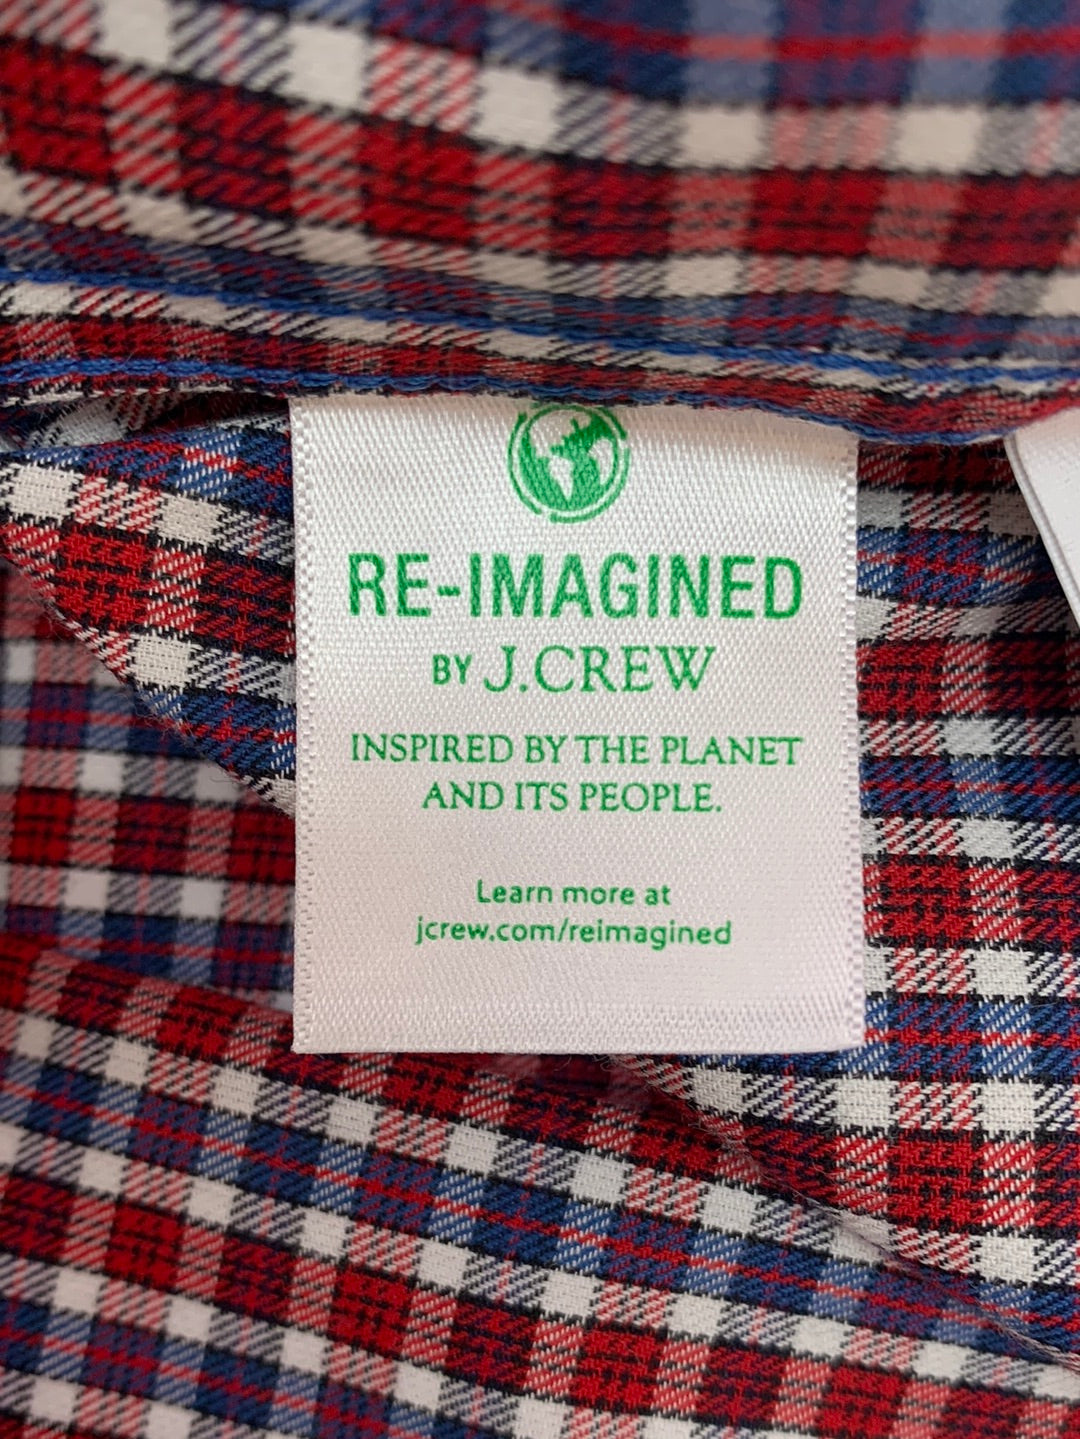 RE-IMAGINED
BY J.CREW
INSPIRED BY THE PLANET
AND ITS PEOPLE.
Learn more at
jcrew.com/reimagined